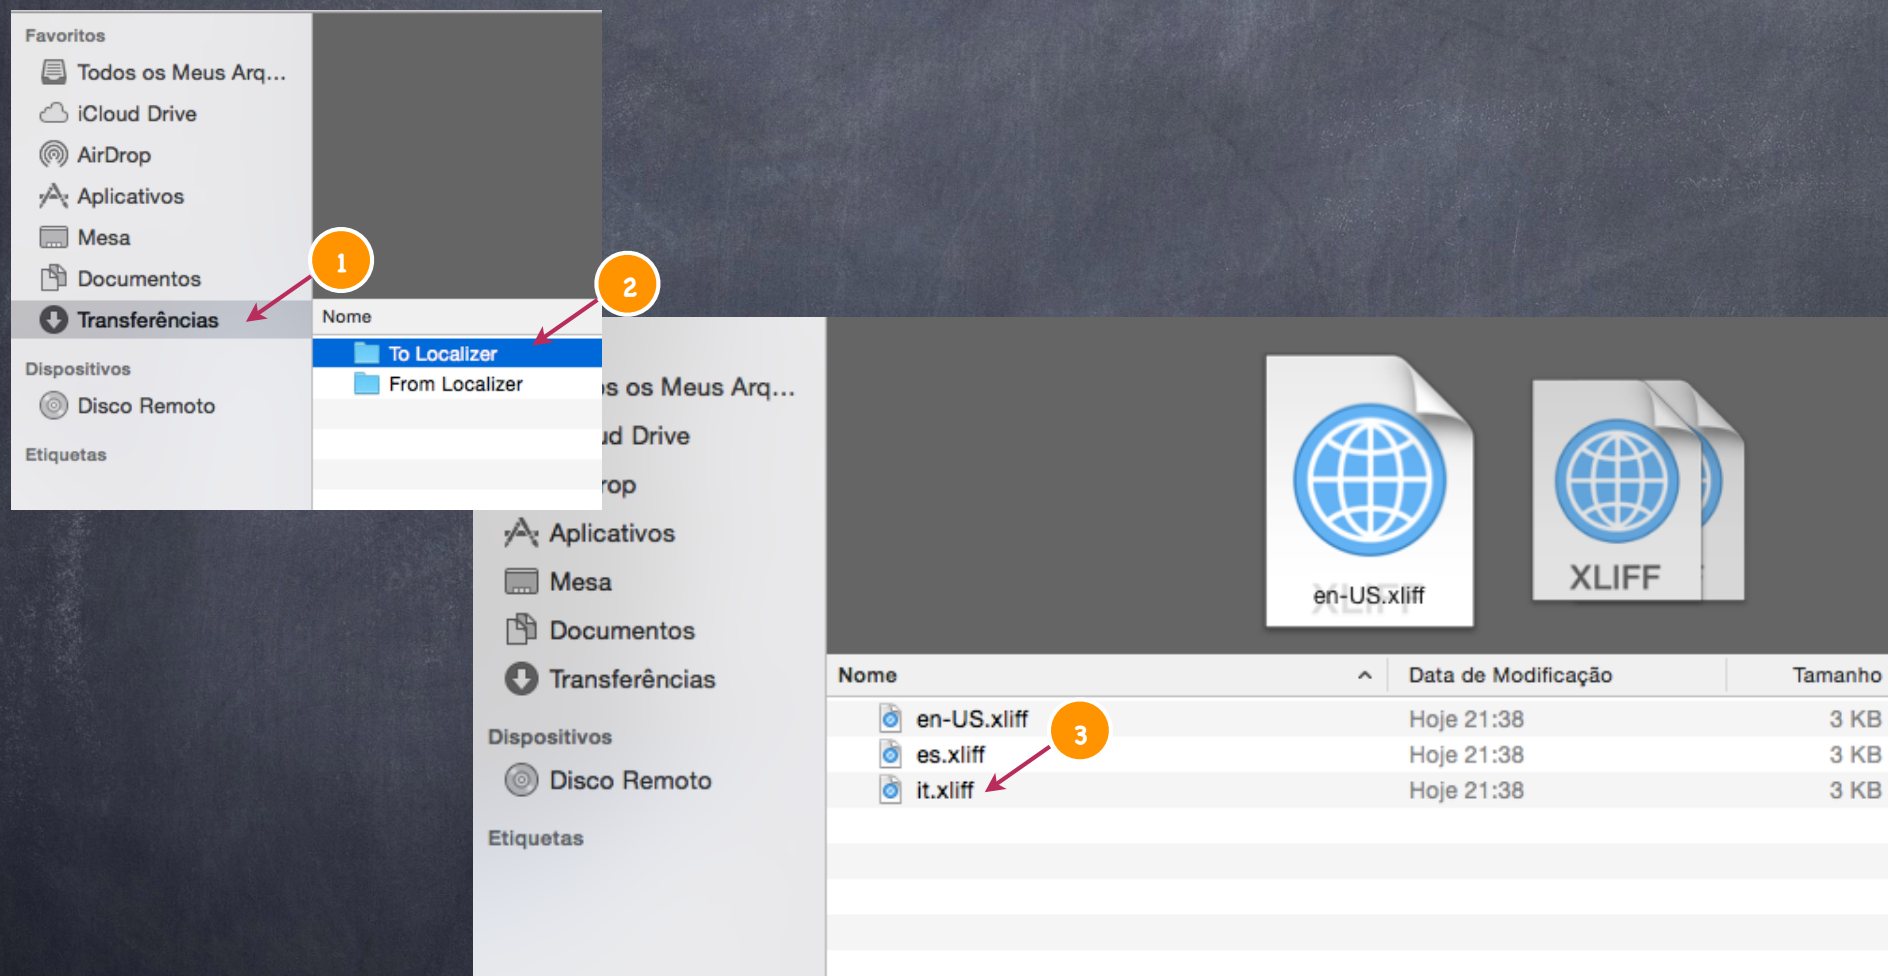 Favoritos
Todos os Meus Arq...
iCloud Drive
AirDrop
Aplicativos
Mesa
Documentos
Transferências
Dispositivos
Disco Remoto
Etiquetas
1
Nome
To Localizer
From Localizer
2
s os Meus Arq...
ud Drive
rop
Aplicativos
Mesa
Documentos
Transferências
Dispositivos
Disco Remoto
Etiquetas
XLIFF
en-US.xliff
XLIFF
Nome Data de Modificação Tamanho
en-US.xliff Hoje 21:38 3 KB
es.xliff Hoje 21:38 3 KB
it.xliff Hoje 21:38 3 KB
3